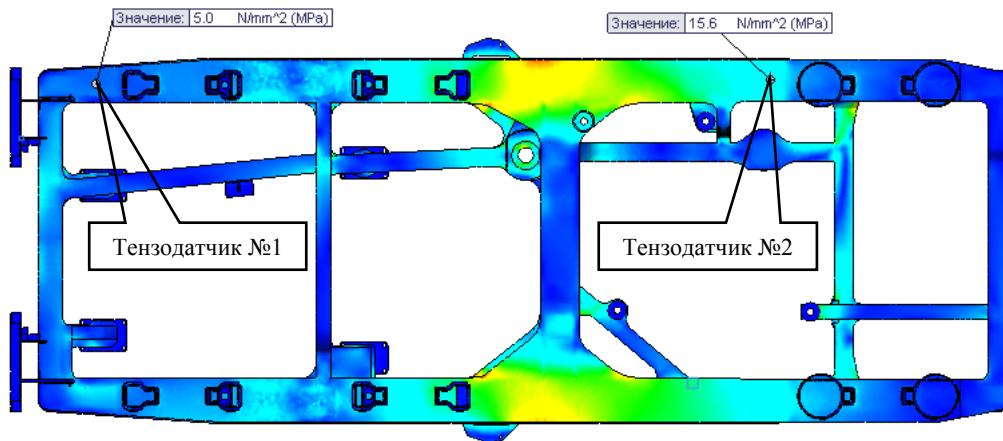 Значение: 5.0 N/mm^2 (MPa)
Значение: 15.6 N/mm^2 (MPa)
Тензодатчик №1
Тензодатчик №2